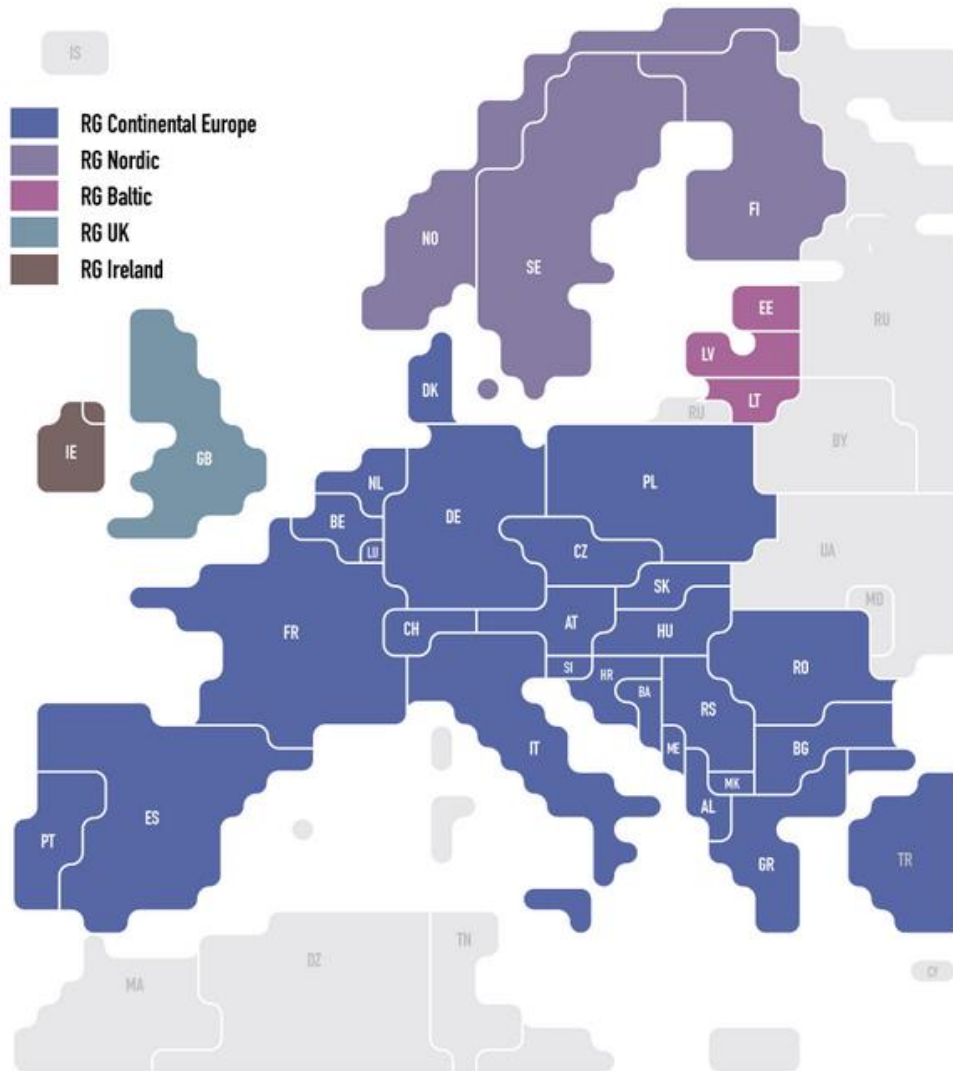 IS
RG Continental Europe
RG Nordic
RG Baltic
RG UK
RG Ireland
NO
SE
FI
EE
RU
LV
LT
RU
DK
BY
IE
GB
NL
PL
BE
DE
LU
CZ
UA
SK
MD
FR
CH
AT
HU
SI
HR
RO
BA
RS
IT
ME
BG
MK
ES
AL
PT
GR
TR
TN
DZ
MA
CY